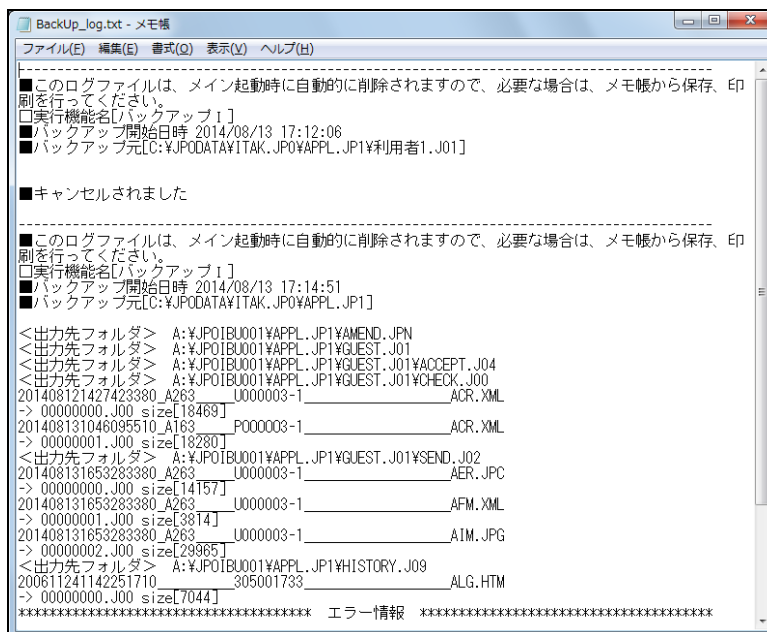 BackUp_log.txt - メモ帳
ファイル(F) 編集(E) 書式(O) 表示(V) ヘルプ(H)
--------------------------------------------------------------------------------
■このログファイルは、メイン起動時に自動的に削除されますので、必要な場合は、メモ帳から保存、印
刷を行ってください。
□実行機能名[バックアップⅠ]
■バックアップ開始日時 2014/08/13 17:12:06
■バックアップ元[C:¥JPODATA¥ITAK.JPO¥APPL.JP1¥利用者1.J01]
■キャンセルされました
--------------------------------------------------------------------------------
■このログファイルは、メイン起動時に自動的に削除されますので、必要な場合は、メモ帳から保存、印
刷を行ってください。
□実行機能名[バックアップⅠ]
■バックアップ開始日時 2014/08/13 17:14:51
■バックアップ元[C:¥JPODATA¥ITAK.JPO¥APPL.JP1]
<出力先フォルダ> A:¥JPOIBU001¥APPL.JP1¥AMEND.JPN
<出力先フォルダ> A:¥JPOIBU001¥APPL.JP1¥GUEST.J01
<出力先フォルダ> A:¥JPOIBU001¥APPL.JP1¥GUEST.J01¥ACCEPT.J04
<出力先フォルダ> A:¥JPOIBU001¥APPL.JP1¥GUEST.J01¥CHECK.J00
201408121427423380_A263_____U000003-1____________________ACR.XML
-> 00000000.J00 size[18469]
201408131046095510_A163_____P000003-1____________________ACR.XML
-> 00000001.J00 size[18280]
<出力先フォルダ> A:¥JPOIBU001¥APPL.JP1¥GUEST.J01¥SEND.J02
201408131653283380_A263_____U000003-1____________________AER.JPC
-> 00000000.J00 size[14157]
201408131653283380_A263_____U000003-1____________________AFM.XML
-> 00000001.J00 size[3814]
201408131653283380_A263_____U000003-1____________________AIM.JPG
-> 00000002.J00 size[29965]
<出力先フォルダ> A:¥JPOIBU001¥APPL.JP1¥HISTORY.J09
200611241142251710__________305001733____________________ALG.HTM
-> 00000000.J00 size[7044]
************************************ エラー情報 ************************************